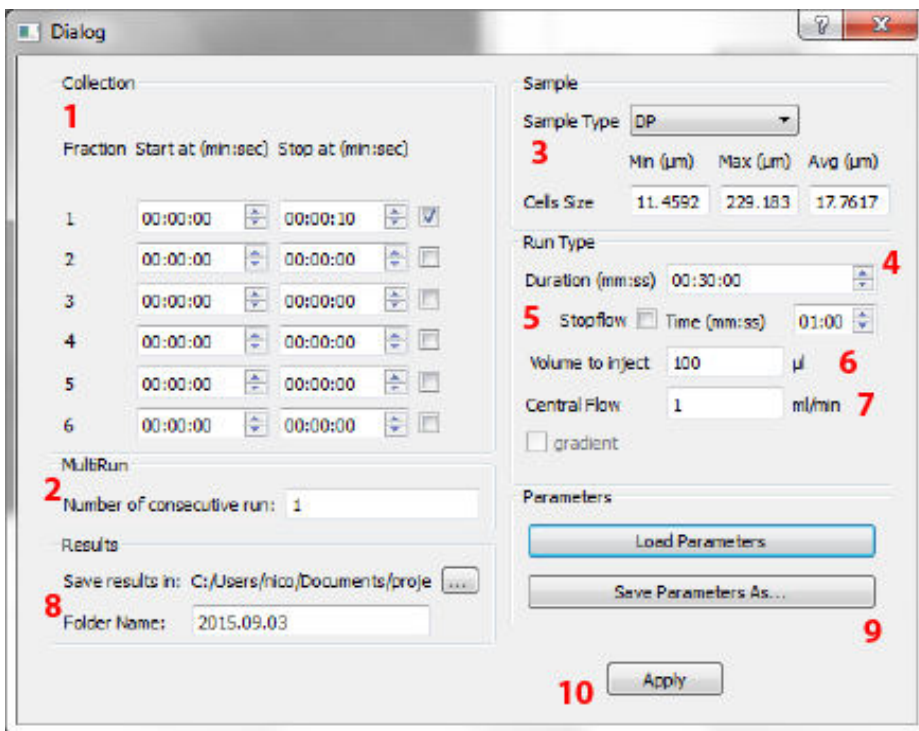 Dialog
Collection
1
Fraction Start at (min:sec) Stop at (min:sec)
1 00:00:00 00:00:10
2 00:00:00 00:00:00
3 00:00:00 00:00:00
4 00:00:00 00:00:00
5 00:00:00 00:00:00
6 00:00:00 00:00:00
MultiRun
2
Number of consecutive run: 1
Results
Save results in: C:/Users/nico/Documents/proje ...
8
Folder Name: 2015.09.03
Sample
Sample Type DP
3
Min (µm) Max (µm) Avg (µm)
Cells Size 11.4592 229.183 17.7617
Run Type
4
Duration (mm:ss) 00:30:00
5 Stopflow Time (mm:ss) 01:00
Volume to inject 100 µl 6
Central Flow 1 ml/min 7
gradient
Parameters
Load Parameters
Save Parameters As...
9
10 Apply